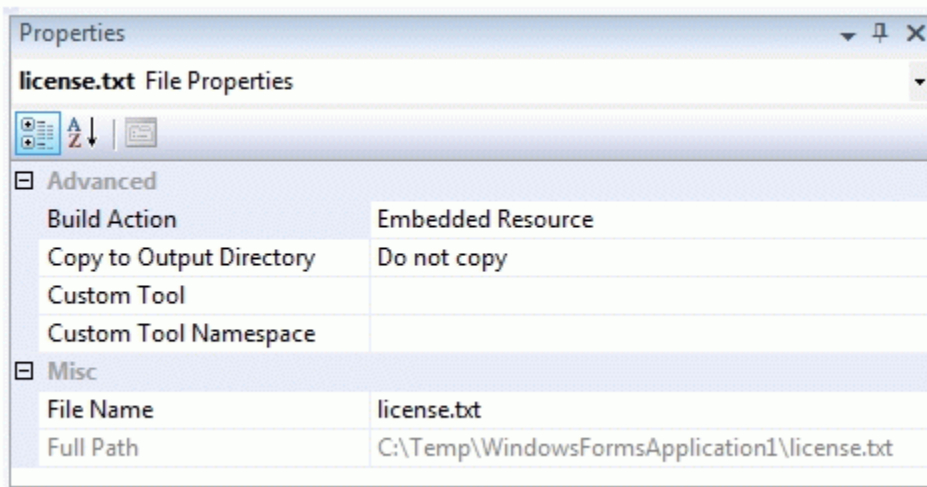 Properties
license.txt File Properties
Advanced
Build Action Embedded Resource
Copy to Output Directory Do not copy
Custom Tool
Custom Tool Namespace
Misc
File Name license.txt
Full Path C:\Temp\WindowsFormsApplication1\license.txt